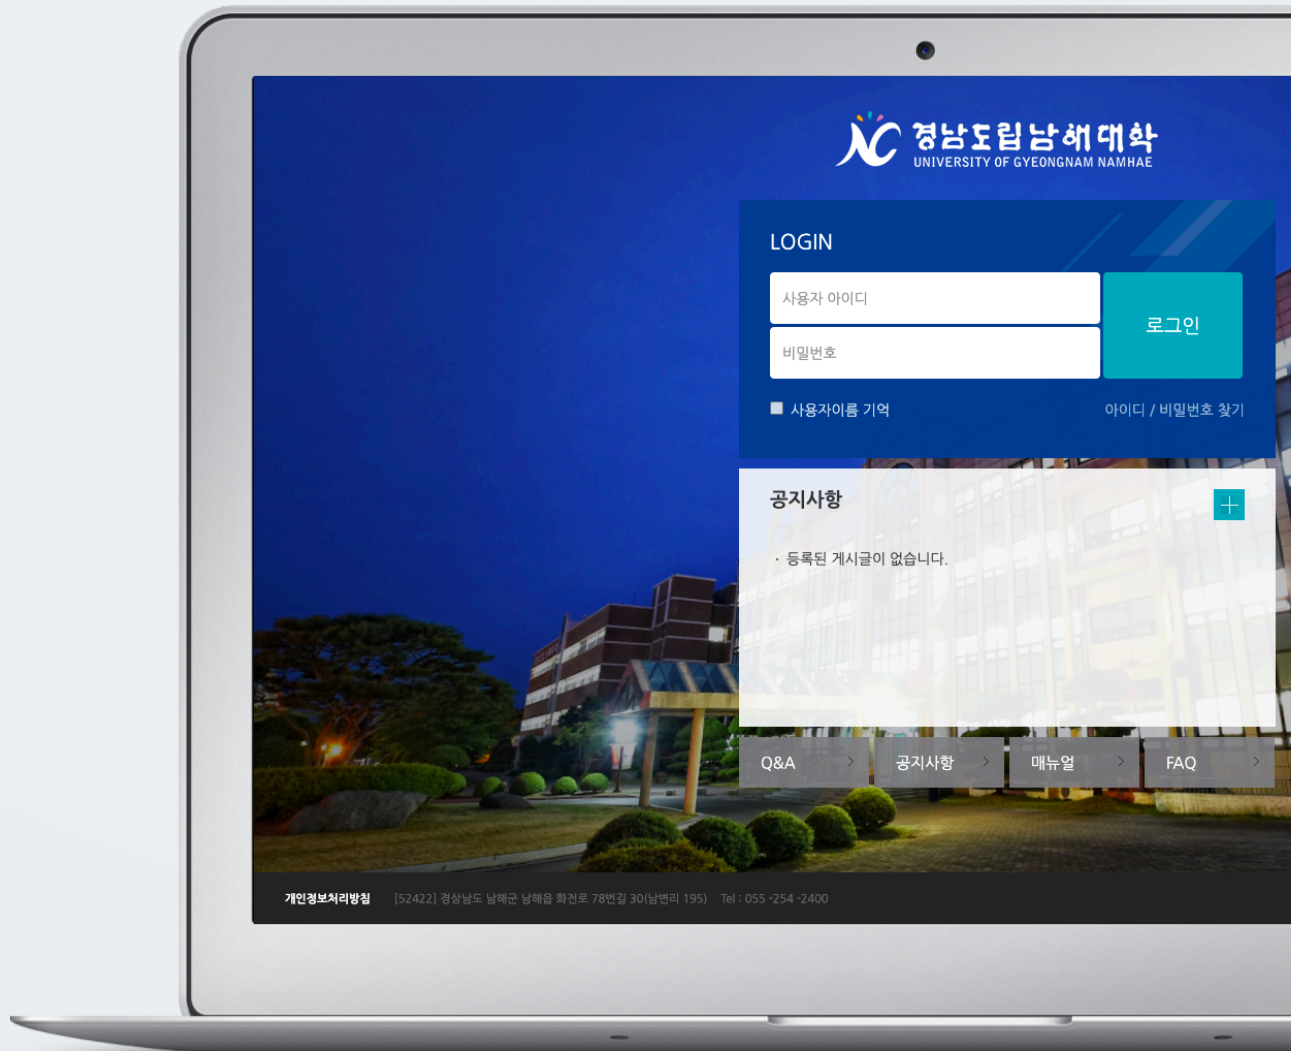 경남도립남해대학
UNIVERSITY OF GYEONGNAM NAMHAE
LOGIN
사용자 아이디
로그인
비밀번호
사용자이름 기억 아이디 / 비밀번호 찾기
공지사항
· 등록된 게시글이 없습니다.
Q&A 공지사항 매뉴얼 FAQ
개인정보처리방침 [52422] 경상남도 남해군 남해읍 화전로 78번길 30(남변리 195) Tel : 055 -254 -2400